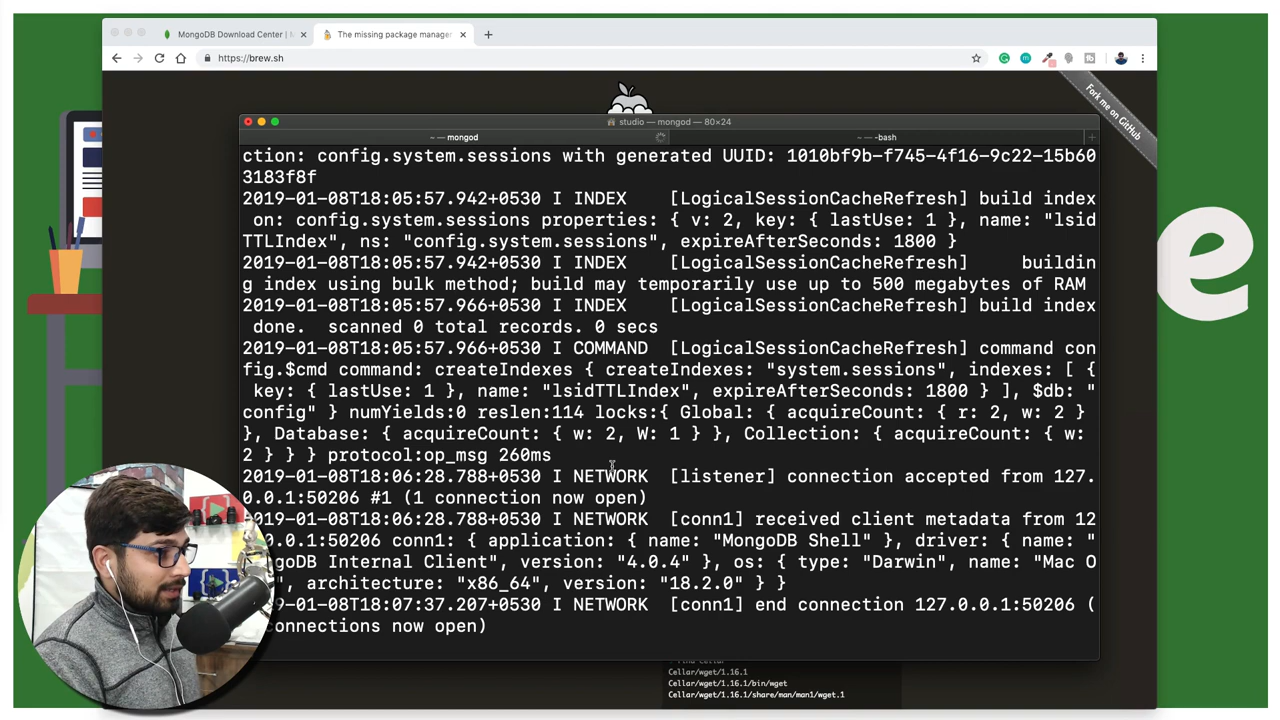 MongoDB Download Center | M
The missing package manage
https://brew.sh
Fork me on GitHub
studio — mongod — 80×24
~ — mongod
~ — -bash
ction: config.system.sessions with generated UUID: 1010bf9b-f745-4f16-9c22-15b60
3183f8f
2019-01-08T18:05:57.942+0530 I INDEX    [LogicalSessionCacheRefresh] build index
on: config.system.sessions properties: { v: 2, key: { lastUse: 1 }, name: "lsid
TTLIndex", ns: "config.system.sessions", expireAfterSeconds: 1800 }
2019-01-08T18:05:57.942+0530 I INDEX    [LogicalSessionCacheRefresh]     buildin
g index using bulk method; build may temporarily use up to 500 megabytes of RAM
2019-01-08T18:05:57.966+0530 I INDEX    [LogicalSessionCacheRefresh] build index
done.  scanned 0 total records. 0 secs
2019-01-08T18:05:57.966+0530 I COMMAND  [LogicalSessionCacheRefresh] command con
fig.$cmd command: createIndexes { createIndexes: "system.sessions", indexes: [ {
key: { lastUse: 1 }, name: "lsidTTLIndex", expireAfterSeconds: 1800 } ], $db: "
config" } numYields:0 reslen:114 locks:{ Global: { acquireCount: { r: 2, w: 2 }
}, Database: { acquireCount: { w: 2, W: 1 } }, Collection: { acquireCount: { w:
2 } } } protocol:op_msg 260ms
2019-01-08T18:06:28.788+0530 I NETWORK  [listener] connection accepted from 127.
0.0.1:50206 #1 (1 connection now open)
019-01-08T18:06:28.788+0530 I NETWORK  [conn1] received client metadata from 12
.0.0.1:50206 conn1: { application: { name: "MongoDB Shell" }, driver: { name: "
ngoDB Internal Client", version: "4.0.4" }, os: { type: "Darwin", name: "Mac O
", architecture: "x86_64", version: "18.2.0" } }
19-01-08T18:07:37.207+0530 I NETWORK  [conn1] end connection 127.0.0.1:50206 (
connections now open)
Cellar/wget/1.16.1
Cellar/wget/1.16.1/bin/wget
Cellar/wget/1.16.1/share/man/man1/wget.1
e